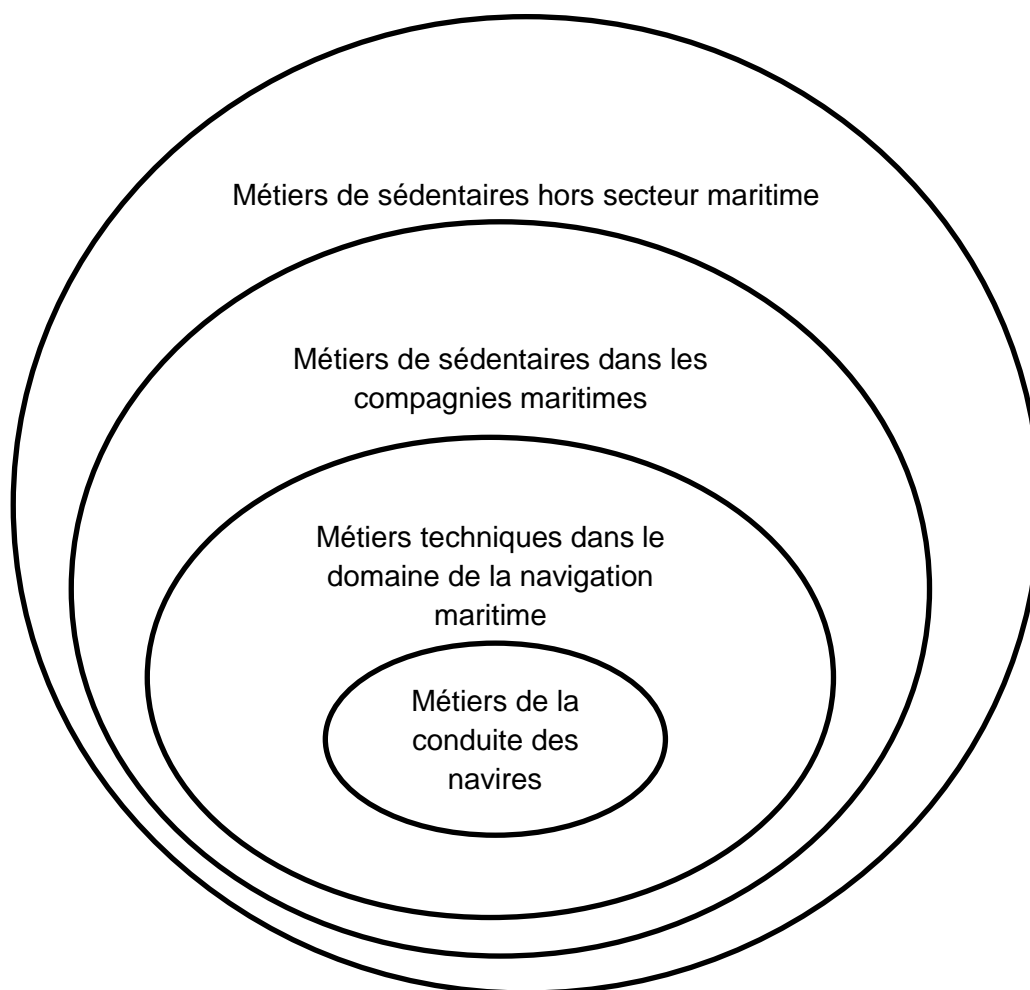 Métiers de sédentaires hors secteur maritime
Métiers de sédentaires dans les
compagnies maritimes
Métiers techniques dans le
domaine de la navigation
maritime
Métiers de la
conduite des
navires